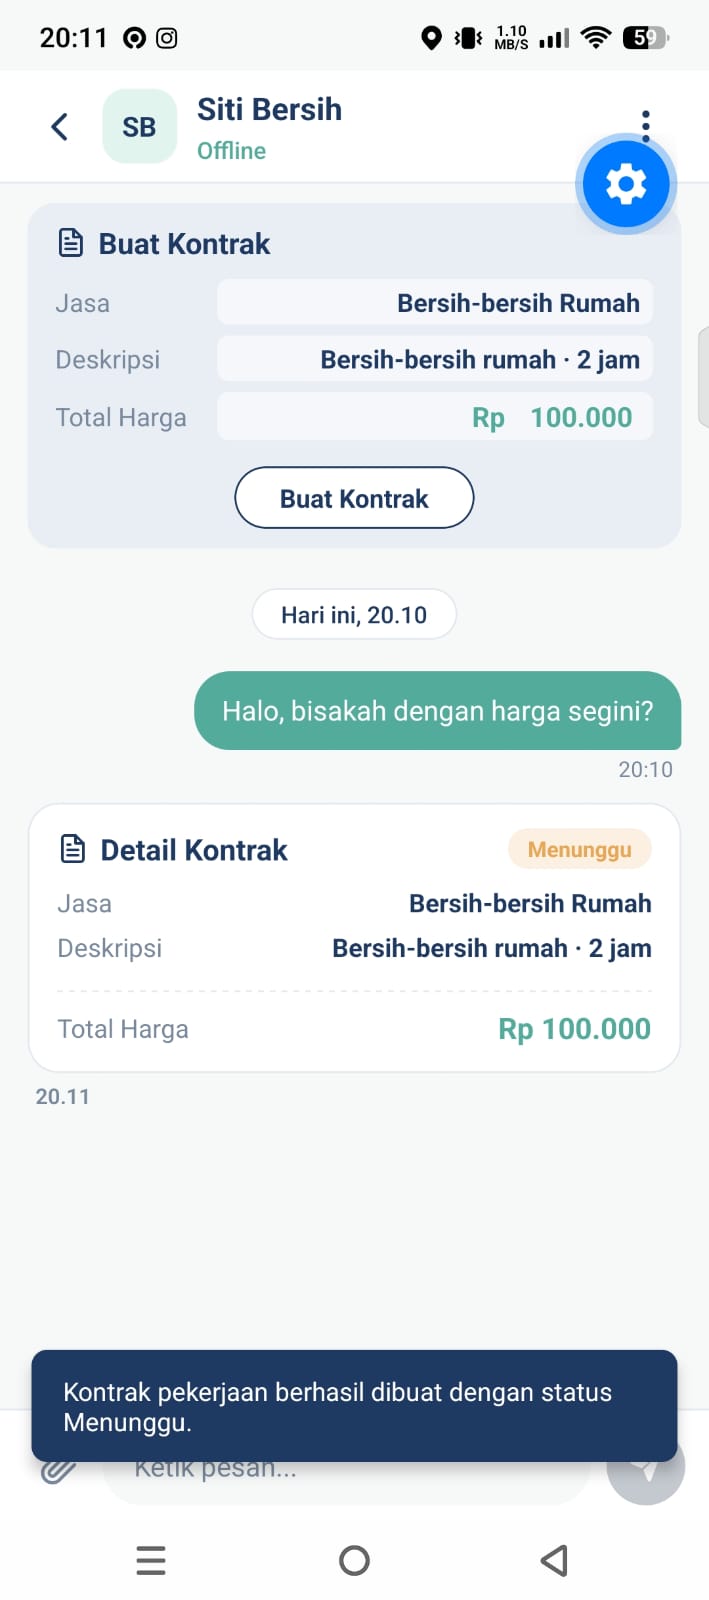 20:11
1.10
MB/S
59
SB
Siti Bersih
Offline
Buat Kontrak
Jasa
Bersih-bersih Rumah
Deskripsi
Bersih-bersih rumah · 2 jam
Total Harga
Rp 100.000
Buat Kontrak
Hari ini, 20.10
Halo, bisakah dengan harga segini?
20:10
Detail Kontrak
Menunggu
Jasa
Bersih-bersih Rumah
Deskripsi
Bersih-bersih rumah · 2 jam
Total Harga
Rp 100.000
20.11
Kontrak pekerjaan berhasil dibuat dengan status
Menunggu.
Ketik pesan...